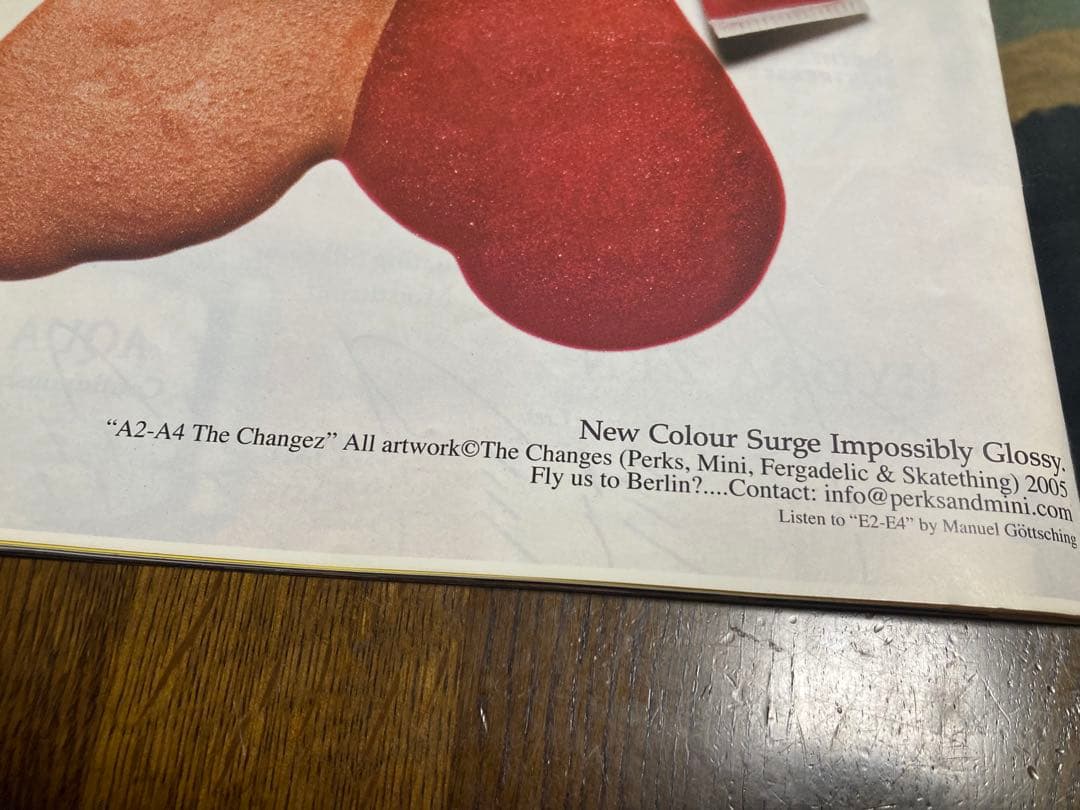 New Colour Surge Impossibly Glossy.
“A2-A4 The Changez” All artwork©The Changes (Perks, Mini, Fergadelic & Skatething) 2005
Fly us to Berlin?....Contact: info@perksandmini.com
Listen to “E2-E4” by Manuel Göttsching